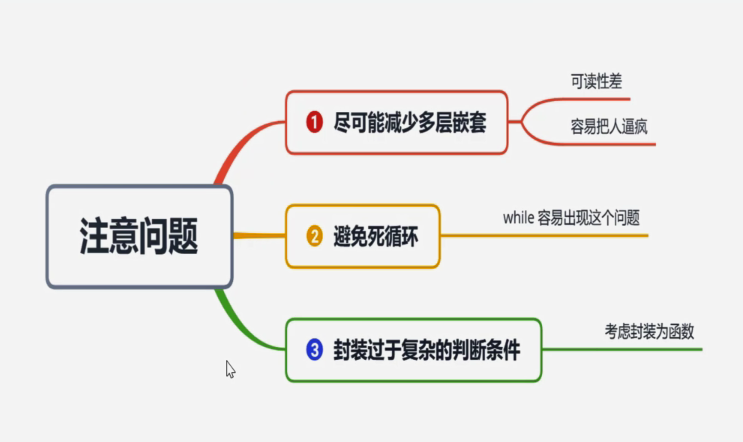 注意问题
1 尽可能减少多层嵌套
可读性差
容易把人逼疯
2 避免死循环
while 容易出现这个问题
3 封装过于复杂的判断条件
考虑封装为函数